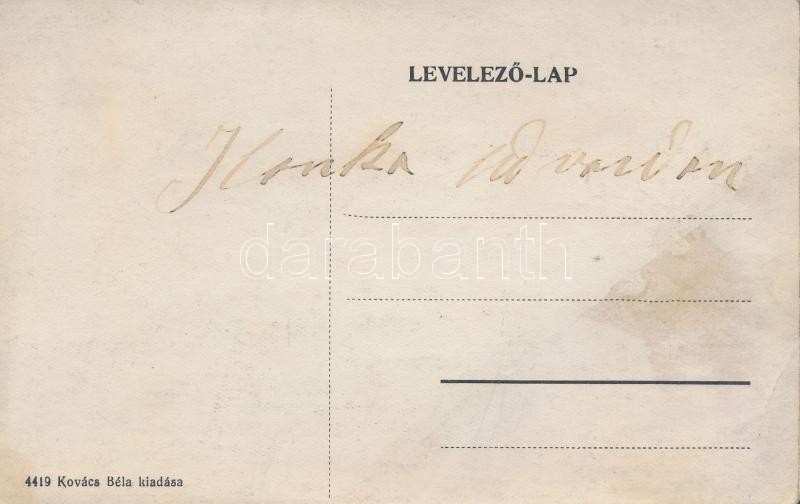 LEVELEZŐ-LAP
Ilonka
darabanth
4419 Kovács Béla kiadása